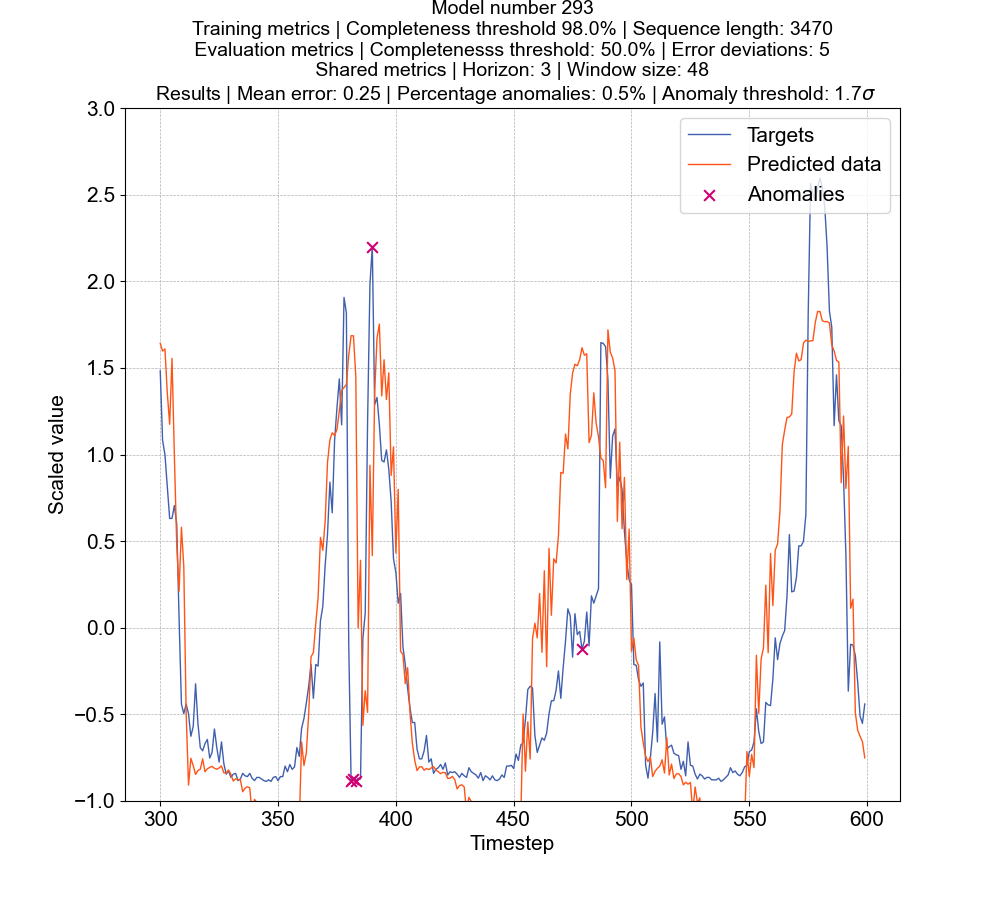 Model number 293
Training metrics | Completeness threshold 98.0% | Sequence length: 3470
Evaluation metrics | Completenesss threshold: 50.0% | Error deviations: 5
Shared metrics | Horizon: 3 | Window size: 48
Results | Mean error: 0.25 | Percentage anomalies: 0.5% | Anomaly threshold: 1.7σ
3.0
2.5
2.0
1.5
1.0
0.5
0.0
−0.5
−1.0
Scaled value
Targets
Predicted data
Anomalies
300 350 400 450 500 550 600
Timestep